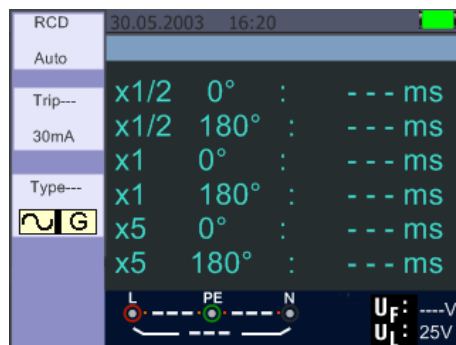 RCD
30.05.2003 16:20
Auto
Trip---
30mA
Type---
G
x1/2 0° : - - - ms
x1/2 180° : - - - ms
x1 0° : - - - ms
x1 180° : - - - ms
x5 0° : - - - ms
x5 180° : - - - ms
L PE N
UF: ----V
UL: 25V